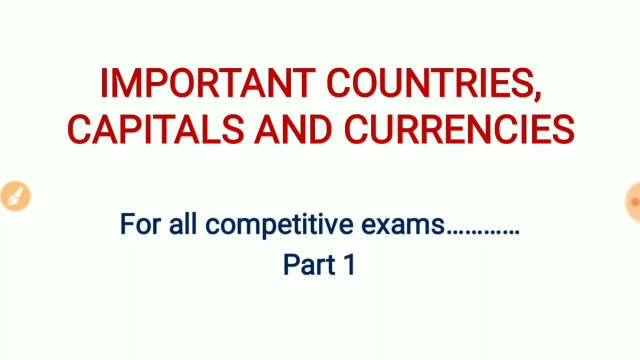 IMPORTANT COUNTRIES,
CAPITALS AND CURRENCIES
For all competitive exams............
Part 1